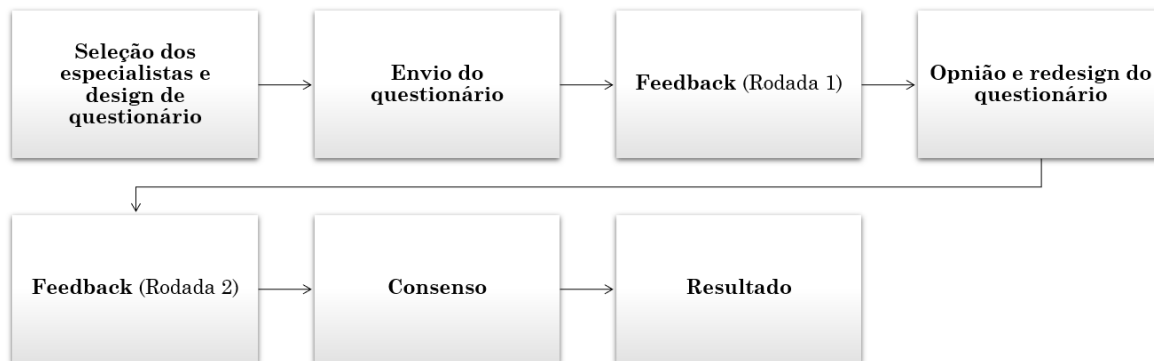 Seleção dos
especialistas e
design de
questionário
Envio do
questionário
Feedback (Rodada 1)
Opnião e redesign do
questionário
Feedback (Rodada 2)
Consenso
Resultado